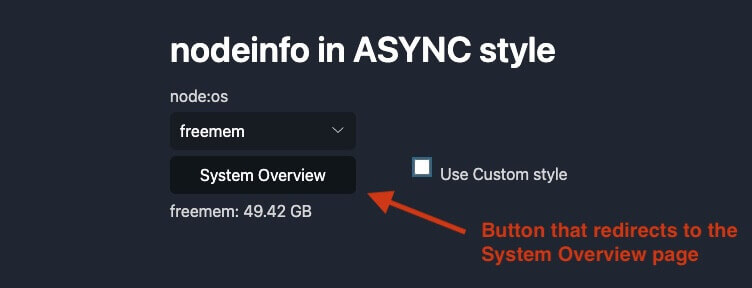 nodeinfo in ASYNC style
node:os
freemem
System Overview
Use Custom style
freemem: 49.42 GB
Button that redirects to the
System Overview page